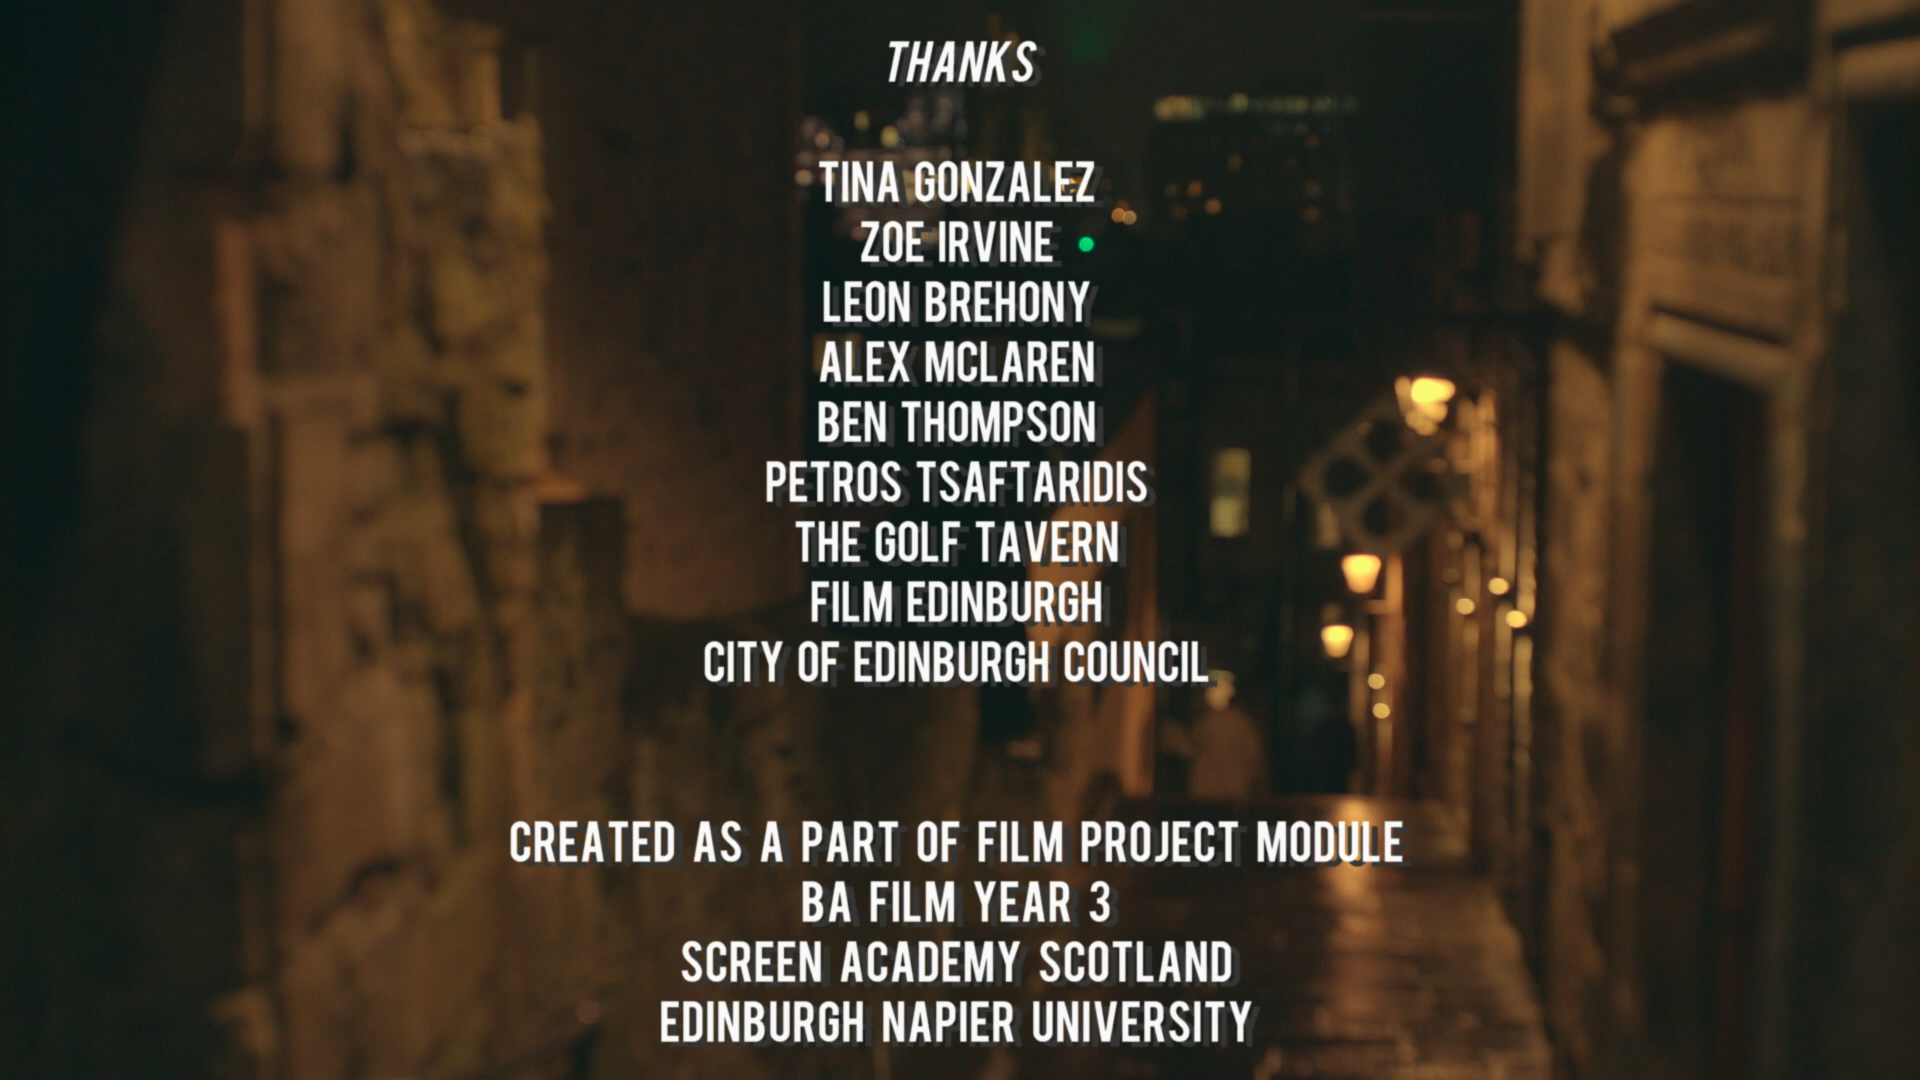 THANKS
TINA GONZALEZ
ZOE IRVINE
LEON BREHONY
ALEX MCLAREN
BEN THOMPSON
PETROS TSAFTARIDIS
THE GOLF TAVERN
FILM EDINBURGH
CITY OF EDINBURGH COUNCIL
CREATED AS A PART OF FILM PROJECT MODULE
BA FILM YEAR 3
SCREEN ACADEMY SCOTLAND
EDINBURGH NAPIER UNIVERSITY